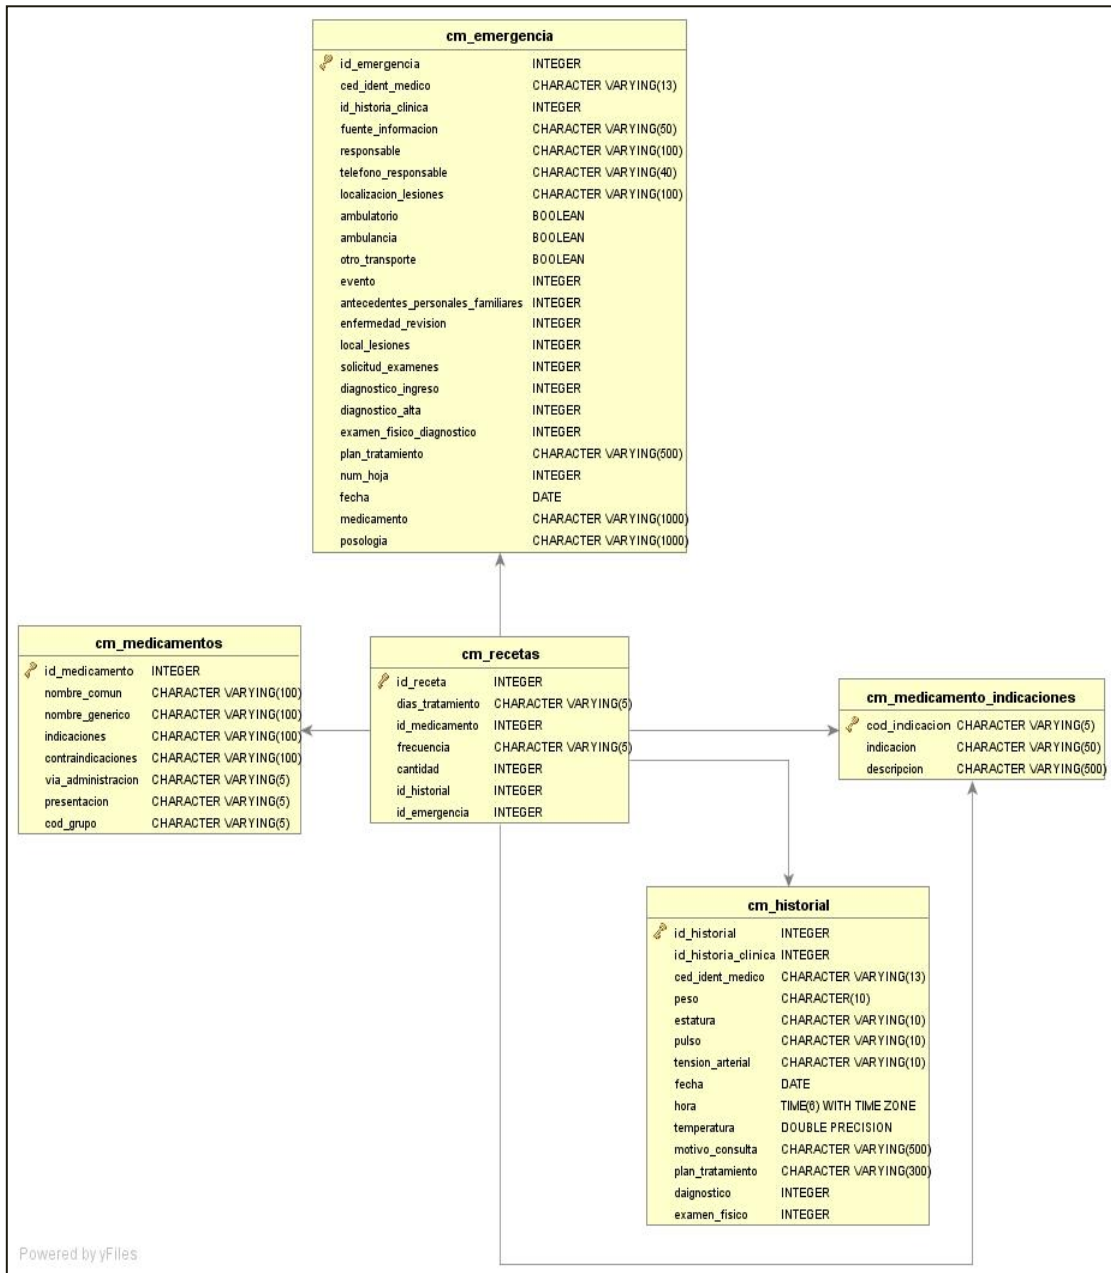 cm_emergencia
id_emergencia INTEGER
ced_ident_medico CHARACTER VARYING(13)
id_historia_clinica INTEGER
fuente_informacion CHARACTER VARYING(50)
responsable CHARACTER VARYING(100)
telefono_responsable CHARACTER VARYING(40)
localizacion_lesiones CHARACTER VARYING(100)
ambulatorio BOOLEAN
ambulancia BOOLEAN
otro_transporte BOOLEAN
evento INTEGER
antecedentes_personales_familiares INTEGER
enfermedad_revision INTEGER
local_lesiones INTEGER
solicitud_examenes INTEGER
diagnostico_ingreso INTEGER
diagnostico_alta INTEGER
examen_fisico_diagnostico INTEGER
plan_tratamiento CHARACTER VARYING(500)
num_hoja INTEGER
fecha DATE
medicamento CHARACTER VARYING(1000)
posologia CHARACTER VARYING(1000)
cm_medicamentos
id_medicamento INTEGER
nombre_comun CHARACTER VARYING(100)
nombre_generico CHARACTER VARYING(100)
indicaciones CHARACTER VARYING(100)
contraindicaciones CHARACTER VARYING(100)
via_administracion CHARACTER VARYING(5)
presentacion CHARACTER VARYING(5)
cod_grupo CHARACTER VARYING(5)
cm_recetas
id_receta INTEGER
dias_tratamiento CHARACTER VARYING(5)
id_medicamento INTEGER
frecuencia CHARACTER VARYING(5)
cantidad INTEGER
id_historial INTEGER
id_emergencia INTEGER
cm_medicamento_indicaciones
cod_indicacion CHARACTER VARYING(5)
indicacion CHARACTER VARYING(50)
descripcion CHARACTER VARYING(500)
cm_historial
id_historial INTEGER
id_historia_clinica INTEGER
ced_ident_medico CHARACTER VARYING(13)
peso CHARACTER(10)
estatura CHARACTER VARYING(10)
pulso CHARACTER VARYING(10)
tension_arterial CHARACTER VARYING(10)
fecha DATE
hora TIME(6) WITH TIME ZONE
temperatura DOUBLE PRECISION
motivo_consulta CHARACTER VARYING(500)
plan_tratamiento CHARACTER VARYING(300)
daignostico INTEGER
examen_fisico INTEGER
Powered by yFiles